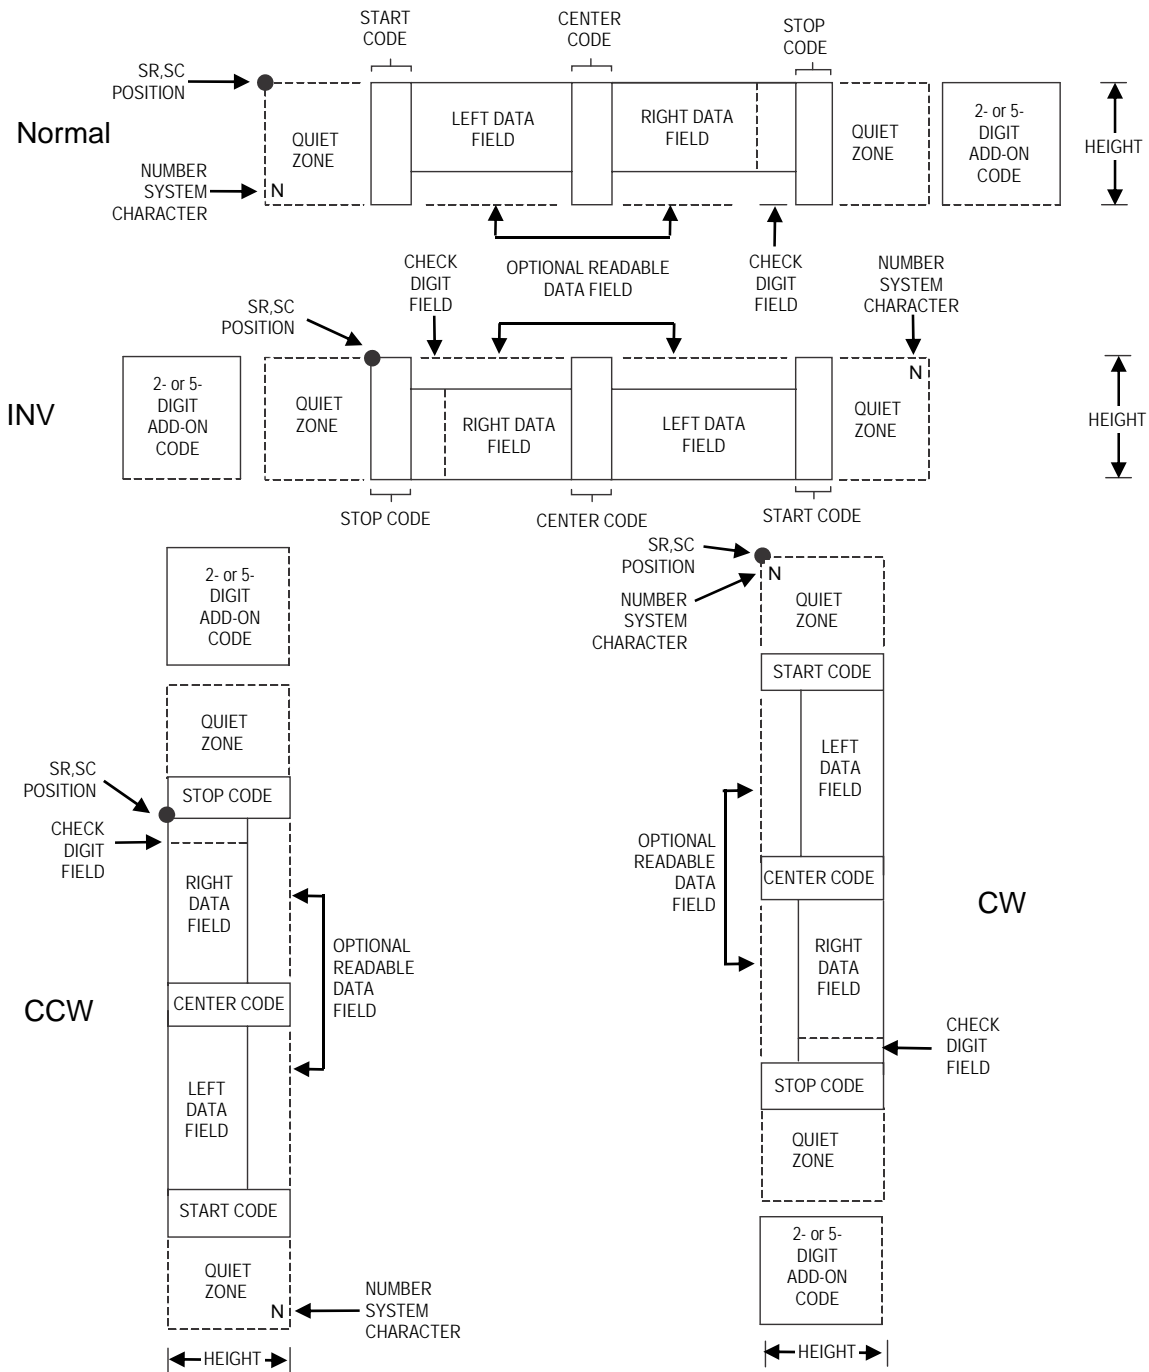 START
CODE
CENTER
CODE
STOP
CODE
SR,SC
POSITION
Normal
QUIET
ZONE
LEFT DATA
FIELD
RIGHT DATA
FIELD
QUIET
ZONE
2- or 5-
DIGIT
ADD-ON
CODE
HEIGHT
NUMBER
SYSTEM
CHARACTER
N
CHECK
DIGIT
FIELD
OPTIONAL READABLE
DATA FIELD
CHECK
DIGIT
FIELD
NUMBER
SYSTEM
CHARACTER
SR,SC
POSITION
INV
2- or 5-
DIGIT
ADD-ON
CODE
QUIET
ZONE
RIGHT DATA
FIELD
LEFT DATA
FIELD
QUIET
ZONE
N
HEIGHT
STOP CODE
CENTER CODE
START CODE
2- or 5-
DIGIT
ADD-ON
CODE
QUIET
ZONE
SR,SC
POSITION
STOP CODE
CHECK
DIGIT
FIELD
RIGHT
DATA
FIELD
OPTIONAL
READABLE
DATA
FIELD
CCW
CENTER CODE
LEFT
DATA
FIELD
START CODE
QUIET
ZONE
N
NUMBER
SYSTEM
CHARACTER
HEIGHT
SR,SC
POSITION
N
NUMBER
SYSTEM
CHARACTER
QUIET
ZONE
START CODE
LEFT
DATA
FIELD
OPTIONAL
READABLE
DATA
FIELD
CENTER CODE
CW
RIGHT
DATA
FIELD
CHECK
DIGIT
FIELD
STOP CODE
QUIET
ZONE
2- or 5-
DIGIT
ADD-ON
CODE
HEIGHT